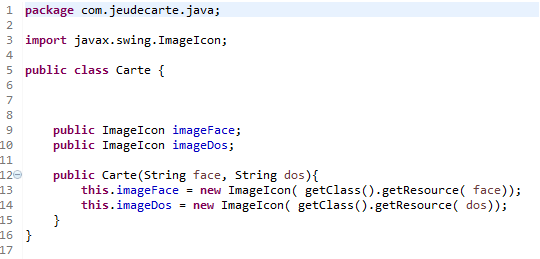 1 package com.jeudecarte.java;
2
3 import javax.swing.ImageIcon;
4
5 public class Carte {
6
7
8
9     public ImageIcon imageFace;
10     public ImageIcon imageDos;
11
12     public Carte(String face, String dos){
13         this.imageFace = new ImageIcon( getClass().getResource( face));
14         this.imageDos = new ImageIcon( getClass().getResource( dos));
15     }
16 }
17